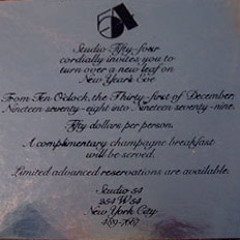 54
Studio Fifty-four
cordially invites you to
turn over a new leaf on
New Year's Eve
From Ten O'clock, the Thirty-first of December,
Nineteen seventy-eight into Nineteen seventy-nine.
Fifty dollars per person.
A complimentary champagne breakfast
will be served.
Limited advanced reservations are available.
Studio 54
254 W 54
New York City
489-7667